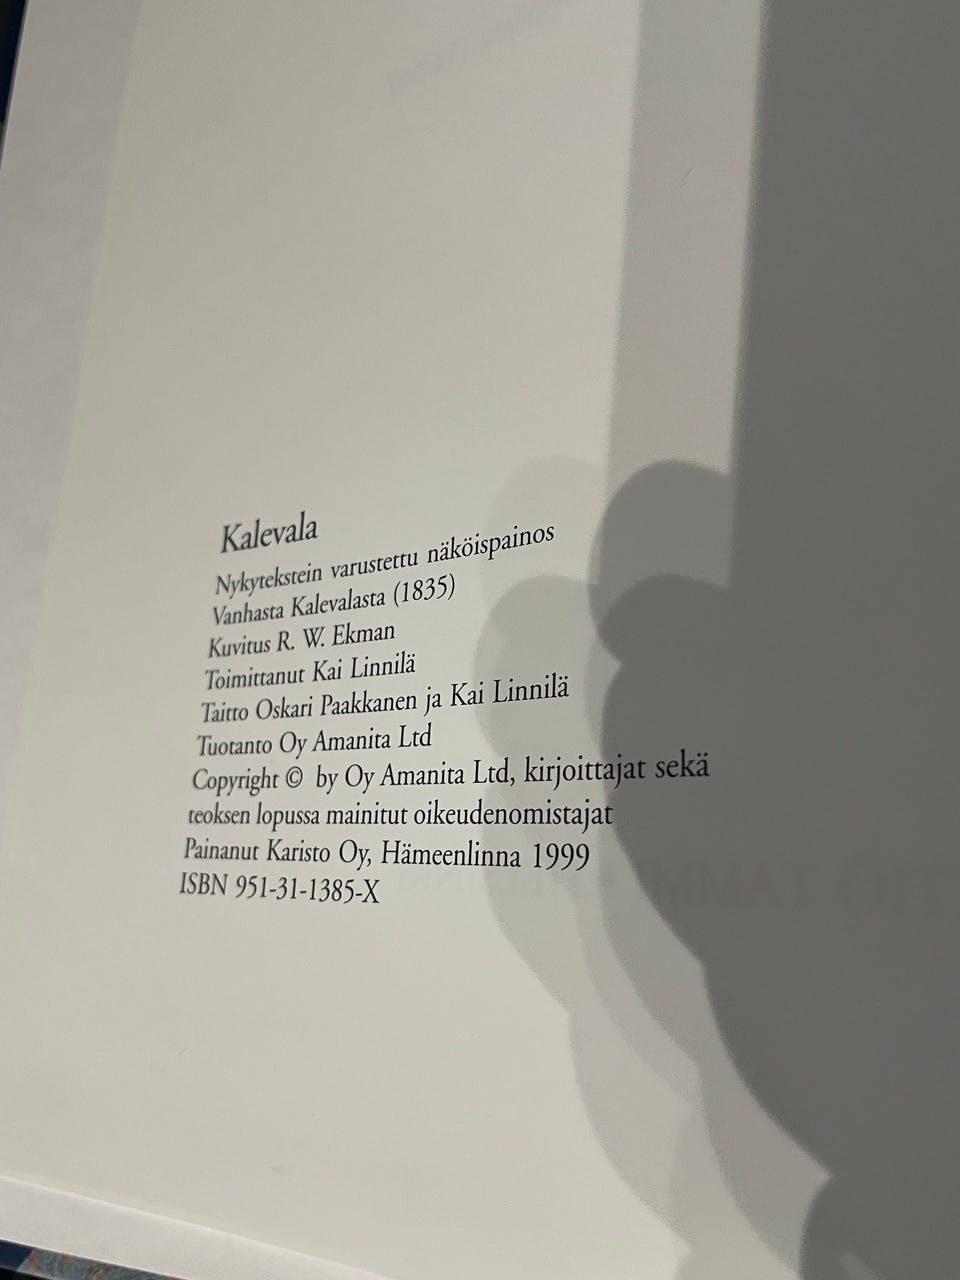 Kalevala
Nykytekstein varustettu näköispainos
Vanhasta Kalevalasta (1835)
Kuvitus R. W. Ekman
Toimittanut Kai Linnilä
Taitto Oskari Paakkanen ja Kai Linnilä
Tuotanto Oy Amanita Ltd
Copyright © by Oy Amanita Ltd, kirjoittajat sekä
teoksen lopussa mainitut oikeudenomistajat
Painanut Karisto Oy, Hämeenlinna 1999
ISBN 951-31-1385-X